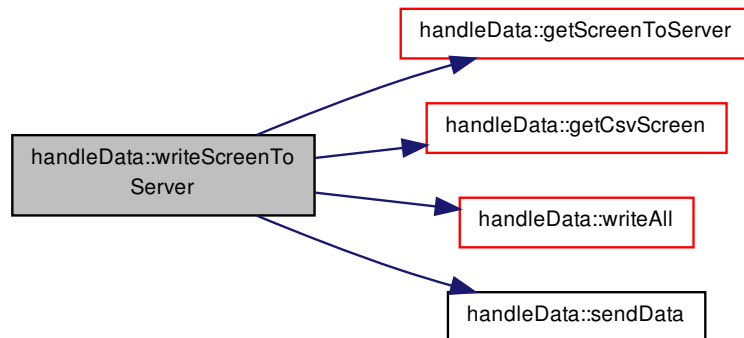 handleData::getScreenToServer
handleData::getCsvScreen
handleData::writeScreenTo
Server
handleData::writeAll
handleData::sendData